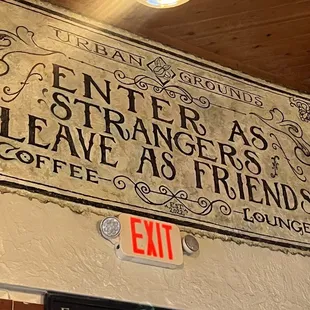 URBAN GROUNDS
ENTER AS
STRANGERS
LEAVE AS FRIENDS
COFFEE LOUNGE
EXIT